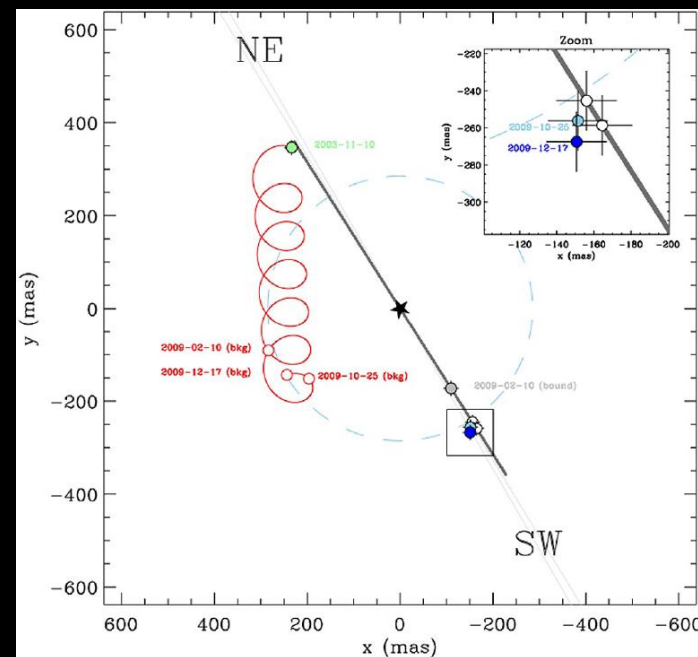 NE
2003-11-10
2009-02-10 (bkg)
2009-12-17 (bkg)
2009-10-25 (bkg)
2009-02-10 (bound)
SW
600
400
200
0
-200
-400
-600
y (mas)
600
400
200
0
-200
-400
-600
x (mas)
Zoom
-220
-240
-260
-280
-300
y (mas)
2009-10-25
2009-12-17
-120
-140
-160
-180
-200
x (mas)